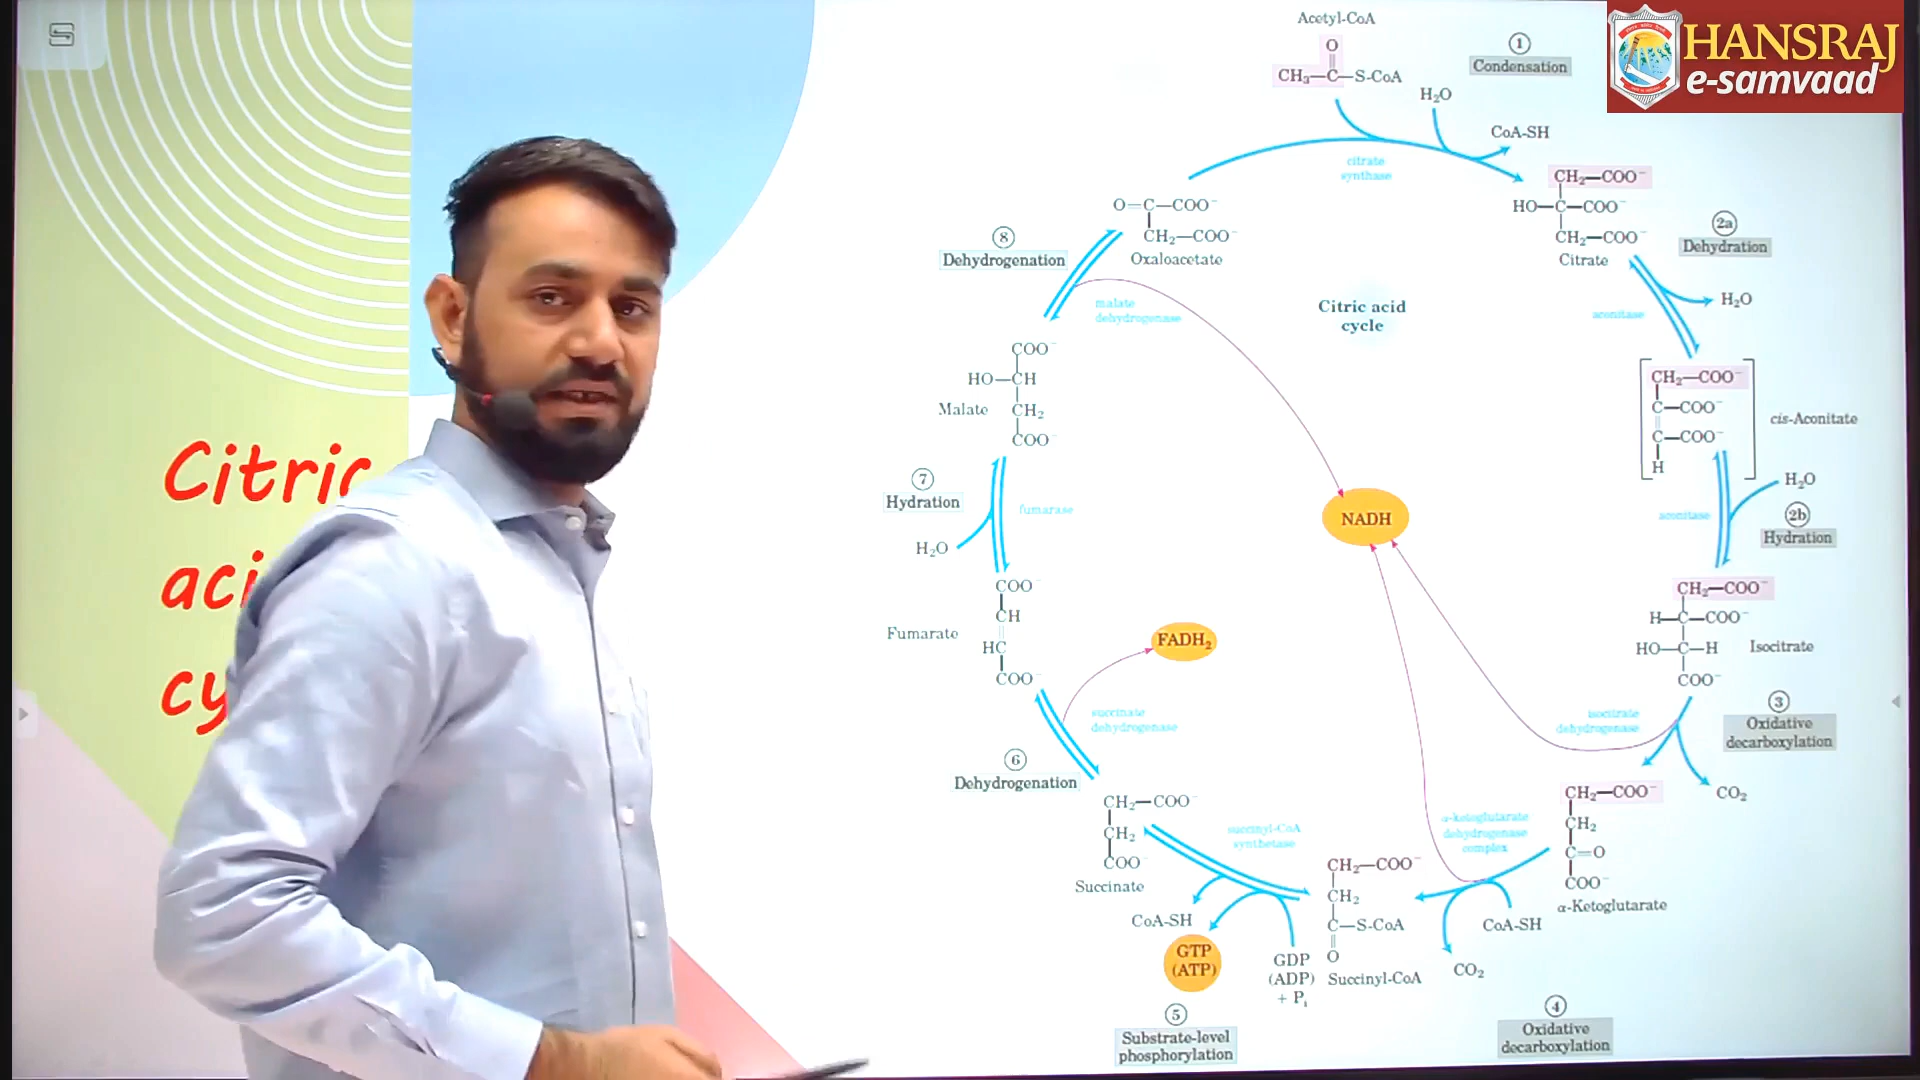 HANSRAJ
e-samvaad
Citric
aci
cy
Acetyl-CoA
O
CH₃—C—S-CoA
①
Condensation
H₂O
CoA-SH
citrate
synthase
CH₂—COO⁻
HO—C—COO⁻
CH₂—COO⁻
Citrate
2a
Dehydration
H₂O
aconitase
CH₂—COO⁻
C—COO⁻
C—COO⁻
H
cis-Aconitate
H₂O
aconitase
2b
Hydration
CH₂—COO⁻
H—C—COO⁻
HO—C—H
COO⁻
Isocitrate
③
Oxidative
decarboxylation
isocitrate
dehydrogenase
CO₂
CH₂—COO⁻
CH₂
C=O
COO⁻
α-Ketoglutarate
α-ketoglutarate
dehydrogenase
complex
CoA-SH
CO₂
④
Oxidative
decarboxylation
CH₂—COO⁻
CH₂
C—S-CoA
O
Succinyl-CoA
succinyl-CoA
synthetase
GDP
(ADP)
+ Pᵢ
CoA-SH
GTP
(ATP)
⑤
Substrate-level
phosphorylation
CH₂—COO⁻
CH₂
COO⁻
Succinate
⑥
Dehydrogenation
succinate
dehydrogenase
FADH₂
COO⁻
CH
HC
COO⁻
Fumarate
⑦
Hydration
H₂O
fumarase
COO⁻
HO—CH
CH₂
COO⁻
Malate
⑧
Dehydrogenation
malate
dehydrogenase
O=C—COO⁻
CH₂—COO⁻
Oxaloacetate
Citric acid
cycle
NADH